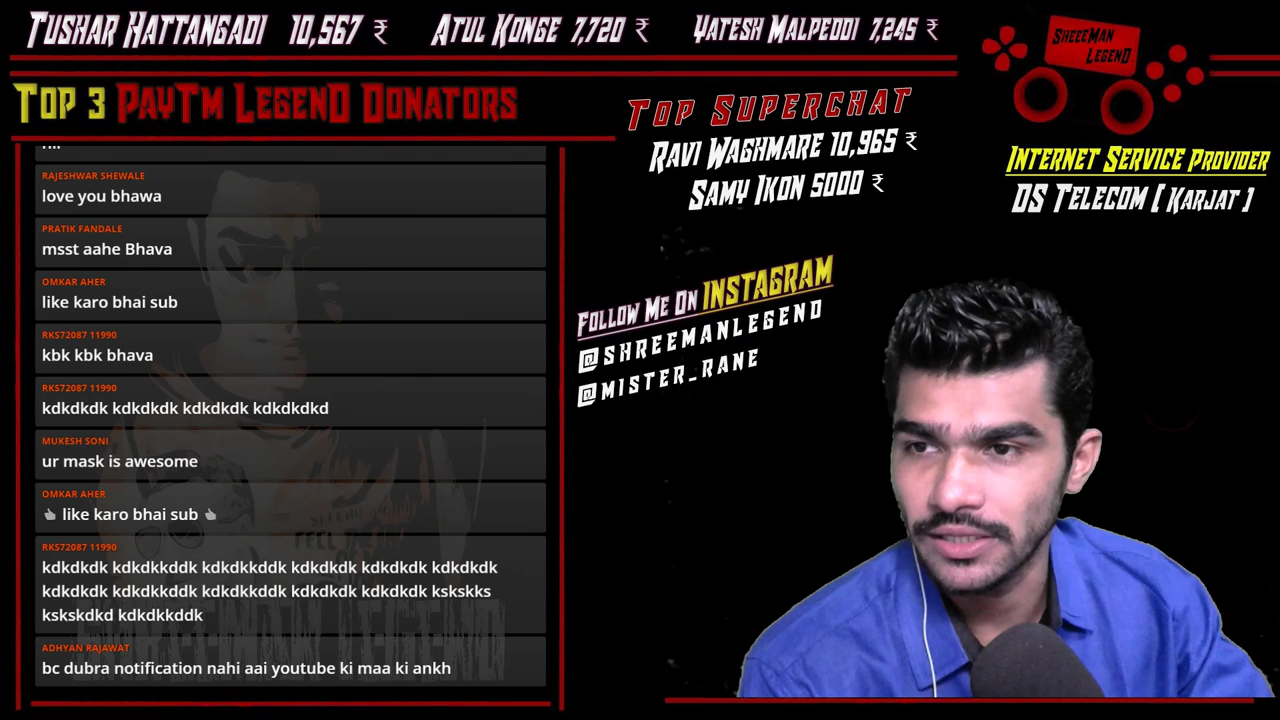 TUSHAR HATTANGADI 10,567 ₹ ATUL KONGE 7,720 ₹ YATESH MALPEDDI 7,245 ₹
SHEEEMAN
LEGEND
TOP 3 PAYTM LEGEND DONATORS
TOP SUPERCHAT
RAVI WAGHMARE 10,965 ₹
SAMY IKON 5000 ₹
INTERNET SERVICE PROVIDER
DS TELECOM [ KARJAT ]
FOLLOW ME ON INSTAGRAM
@SHREEMANLEGEND
@MISTER_RANE
RAJESHWAR SHEWALE
love you bhawa
PRATIK FANDALE
msst aahe Bhava
OMKAR AHER
like karo bhai sub
RKS72087 11990
kbk kbk bhava
RKS72087 11990
kdkdkdk kdkdkdk kdkdkdk kdkdkdkd
MUKESH SONI
ur mask is awesome
OMKAR AHER
👍 like karo bhai sub 👍
RKS72087 11990
kdkdkdk kdkdkkddk kdkdkkddk kdkdkdk kdkdkdk kdkdkdk
kdkdkdk kdkdkkddk kdkdkkddk kdkdkdk kdkdkdk kskskks
kskskdkd kdkdkkddk
ADHYAN RAJAWAT
bc dubra notification nahi aai youtube ki maa ki ankh